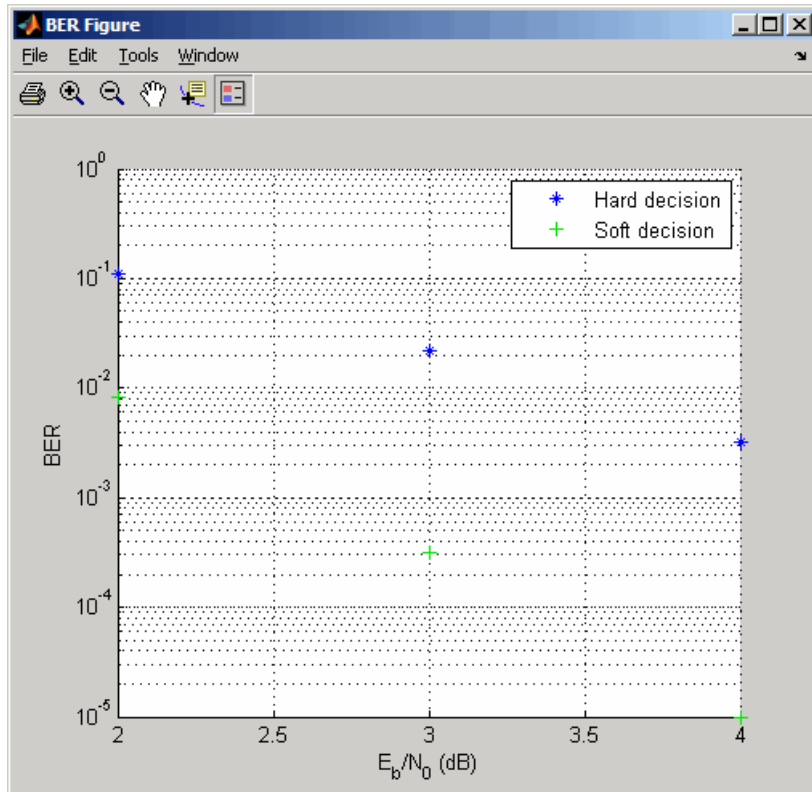 BER Figure
File Edit Tools Window
10^0
Hard decision
Soft decision
10^-1
10^-2
BER
10^-3
10^-4
10^-5
2 2.5 3 3.5 4
E_b/N_0 (dB)